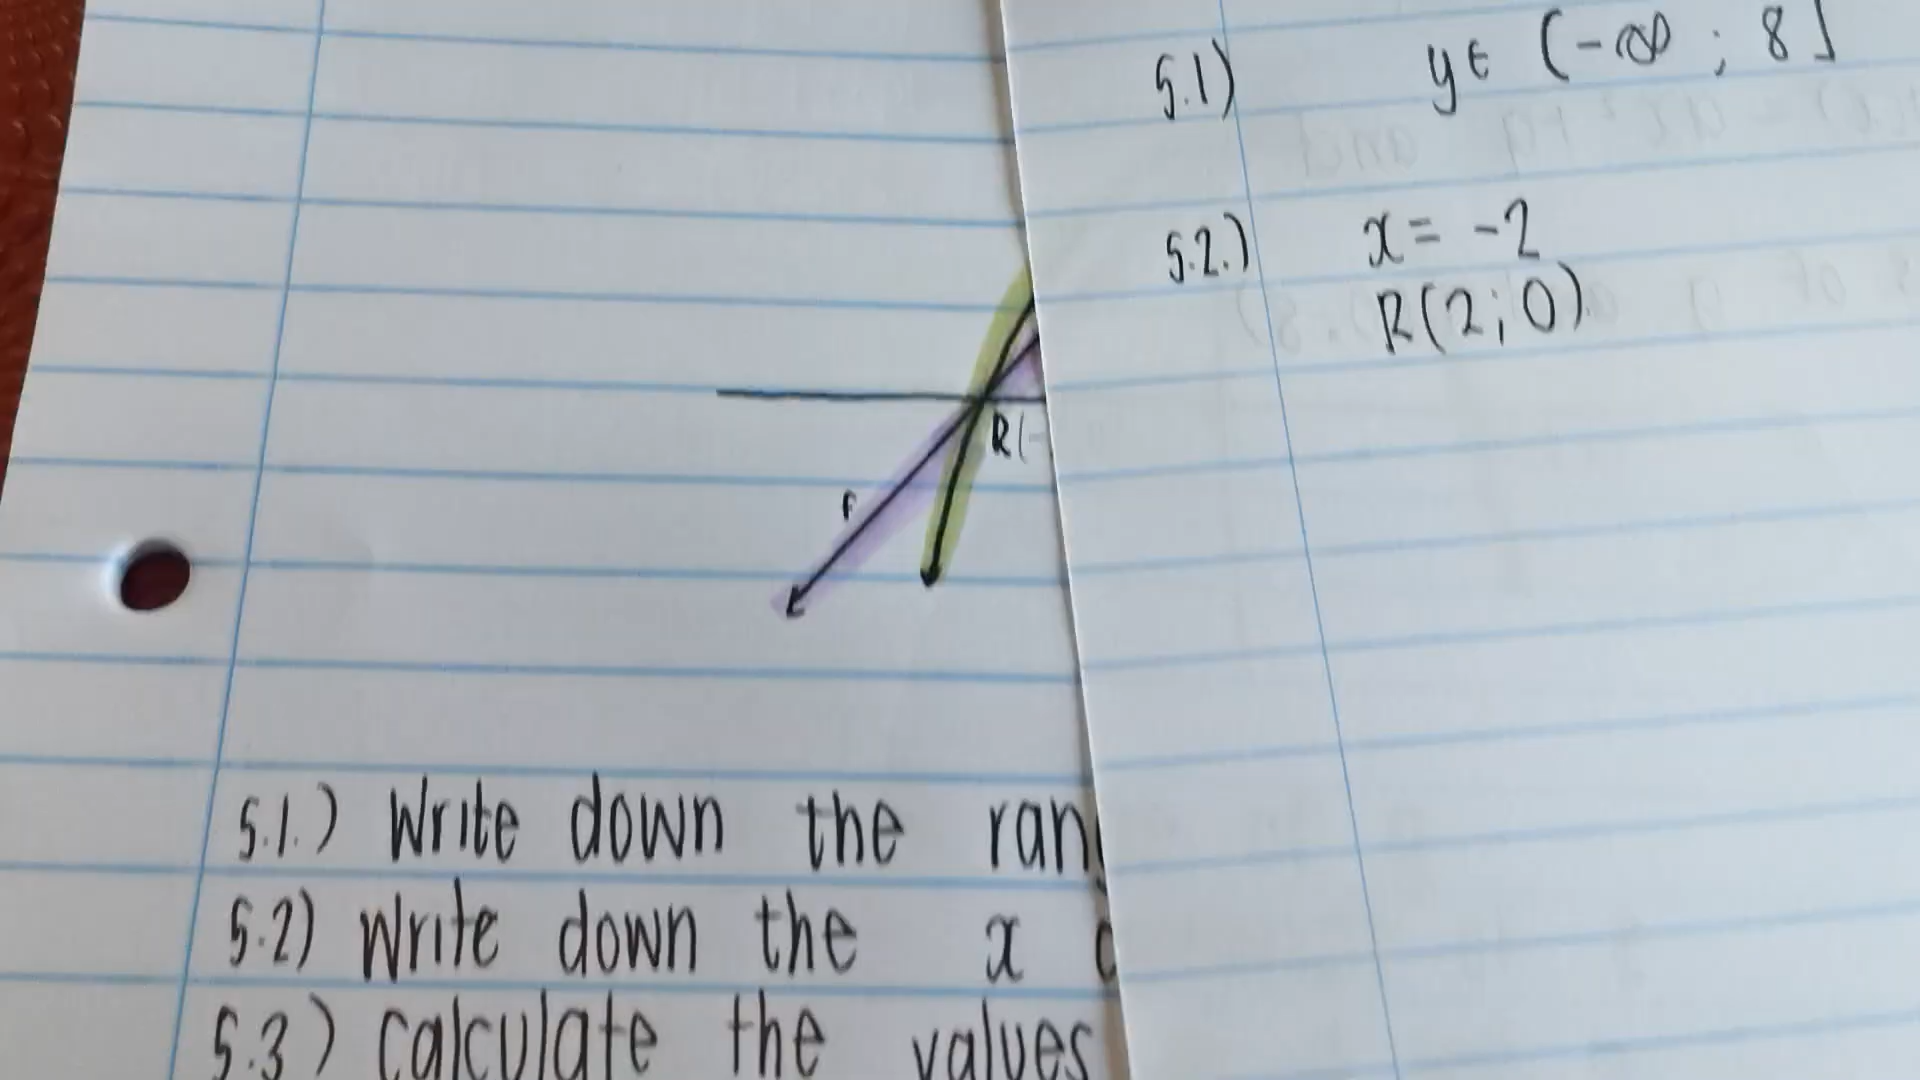 5.1) y ∈ (-∞ ; 8]
5.2.) x = -2
R(2;0)
R(-
5.1.) Write down the ran
5.2) Write down the x
5.3) Calculate the values